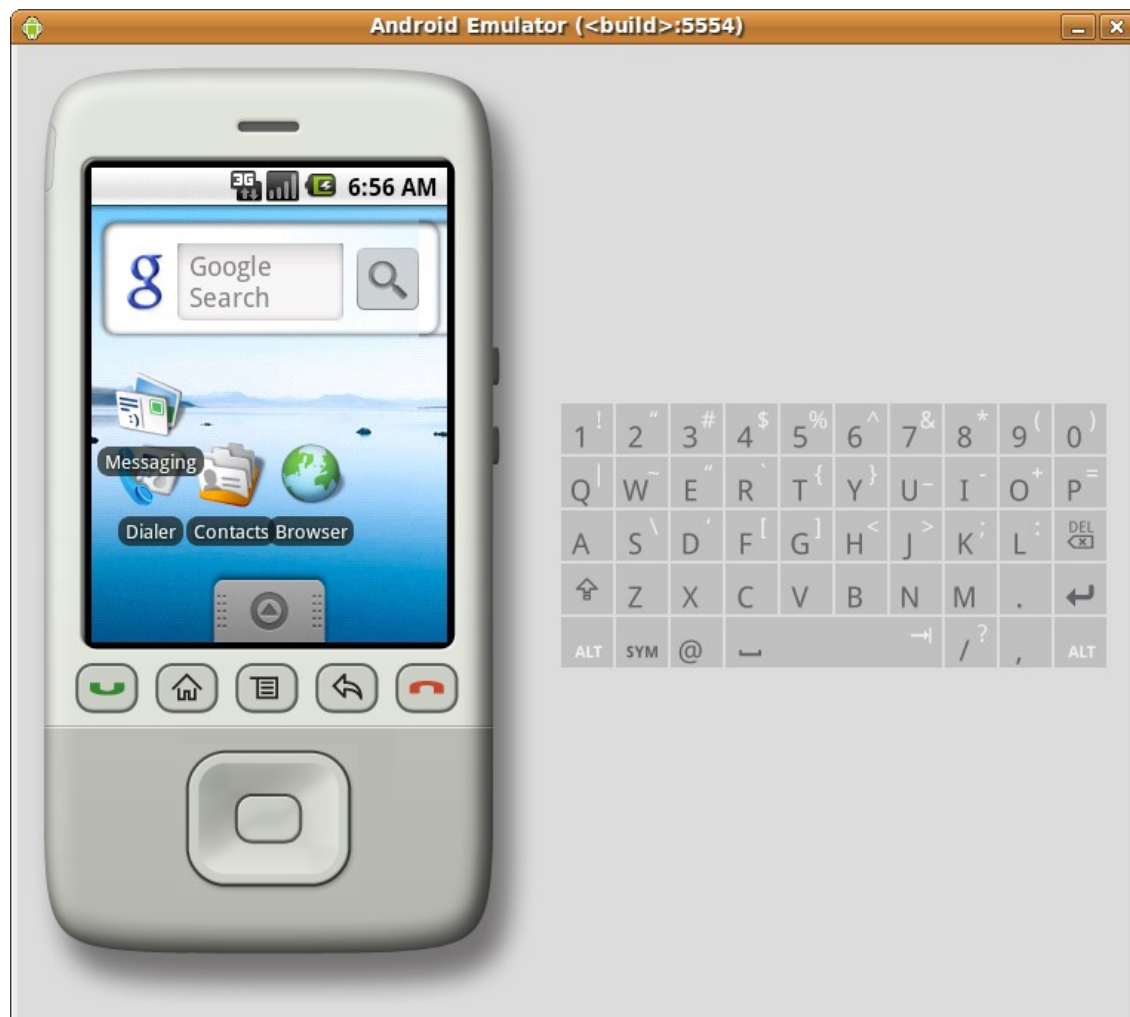 Android Emulator (<build>:5554)
3G 6:56 AM
g Google
Search
Messaging
Dialer Contacts Browser
1 ! 2 “ 3 # 4 $ 5 % 6 ^ 7 & 8 * 9 ( 0 )
Q | W ~ E “ R ` T { Y } U - I - O + P =
A S \ D ‘ F [ G ] H < J > K ; L : DEL
Z X C V B N M .
ALT SYM @ / ? , ALT